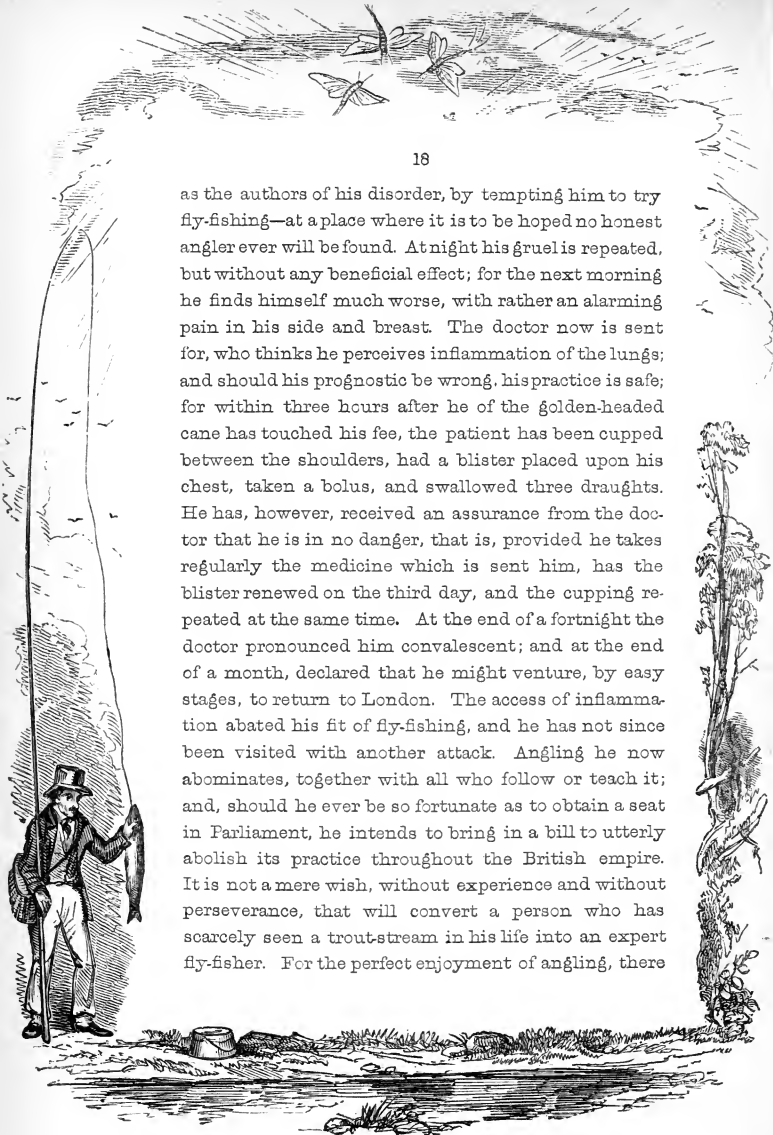 18
as the authors of his disorder, by tempting him to try
fly-fishing—at a place where it is to be hoped no honest
angler ever will be found. At night his gruel is repeated,
but without any beneficial effect; for the next morning
he finds himself much worse, with rather an alarming
pain in his side and breast. The doctor now is sent
for, who thinks he perceives inflammation of the lungs;
and should his prognostic be wrong, his practice is safe;
for within three hours after he of the golden-headed
cane has touched his fee, the patient has been cupped
between the shoulders, had a blister placed upon his
chest, taken a bolus, and swallowed three draughts.
He has, however, received an assurance from the doc-
tor that he is in no danger, that is, provided he takes
regularly the medicine which is sent him, has the
blister renewed on the third day, and the cupping re-
peated at the same time. At the end of a fortnight the
doctor pronounced him convalescent; and at the end
of a month, declared that he might venture, by easy
stages, to return to London. The access of inflamma-
tion abated his fit of fly-fishing, and he has not since
been visited with another attack. Angling he now
abominates, together with all who follow or teach it;
and, should he ever be so fortunate as to obtain a seat
in Parliament, he intends to bring in a bill to utterly
abolish its practice throughout the British empire.
It is not a mere wish, without experience and without
perseverance, that will convert a person who has
scarcely seen a trout-stream in his life into an expert
fly-fisher. For the perfect enjoyment of angling, there